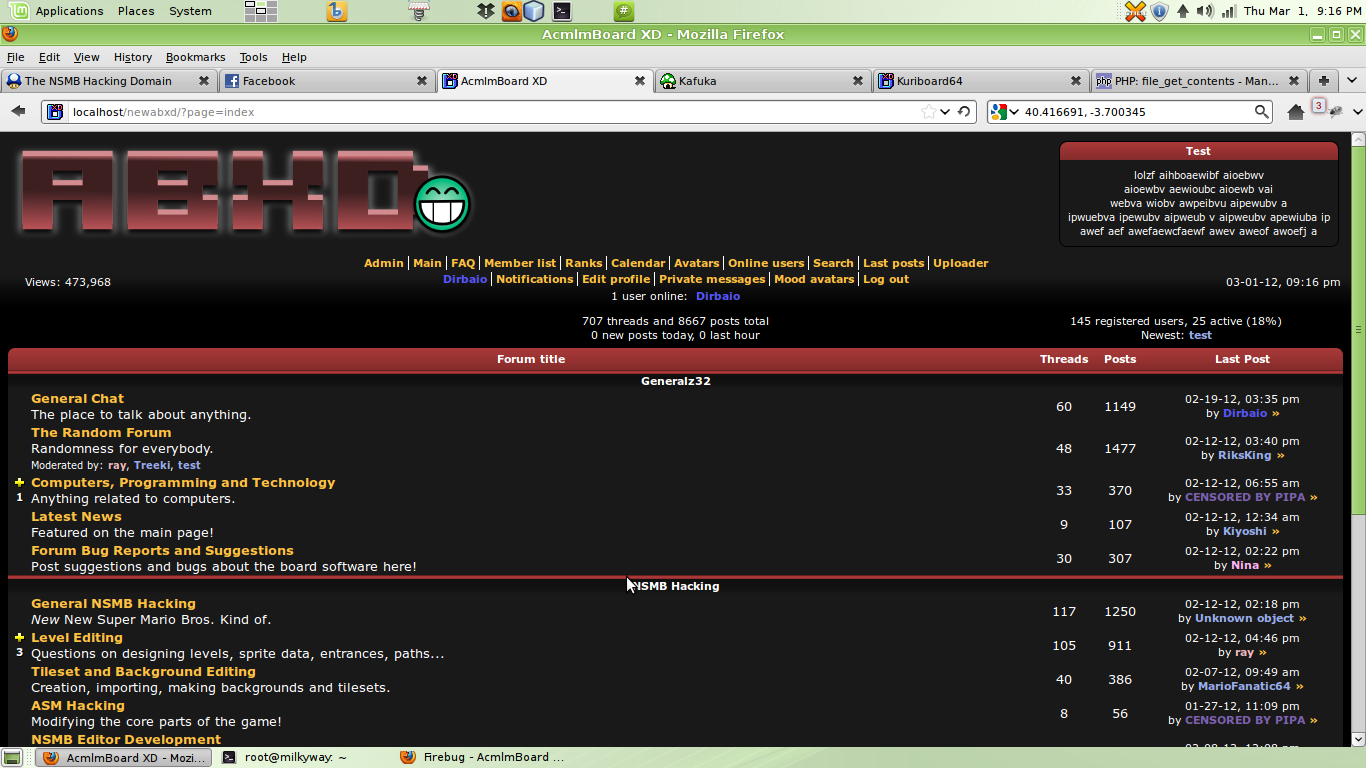 Applications Places System
Thu Mar 1, 9:16 PM
AcmlmBoard XD - Mozilla Firefox
File Edit View History Bookmarks Tools Help
The NSMB Hacking Domain
Facebook
AcmlmBoard XD
Kafuka
Kuriboard64
PHP: file_get_contents - Man...
localhost/newabxd/?page=index
40.416691, -3.700345
3
ABXD
Test
lolzf aihboaewibf aioebwv
aioewbv aewioubc aioewb vai
webva wiobv awpeibvu aipewubv a
ipwuebva ipewubv aipweub v aipweubv apewiuba ip
awef aef awefaewcfaewf awev aweof awoefj a
Admin | Main | FAQ | Member list | Ranks | Calendar | Avatars | Online users | Search | Last posts | Uploader
Dirbaio | Notifications | Edit profile | Private messages | Mood avatars | Log out
Views: 473,968
03-01-12, 09:16 pm
1 user online: Dirbaio
707 threads and 8667 posts total
0 new posts today, 0 last hour
145 registered users, 25 active (18%)
Newest: test
Forum title Threads Posts Last Post
Generalz32
General Chat
The place to talk about anything.
60 1149
02-19-12, 03:35 pm
by Dirbaio »
The Random Forum
Randomness for everybody.
Moderated by: ray, Treeki, test
48 1477
02-12-12, 03:40 pm
by RiksKing »
1
Computers, Programming and Technology
Anything related to computers.
33 370
02-12-12, 06:55 am
by CENSORED BY PIPA »
Latest News
Featured on the main page!
9 107
02-12-12, 12:34 am
by Kiyoshi »
Forum Bug Reports and Suggestions
Post suggestions and bugs about the board software here!
30 307
02-12-12, 02:22 pm
by Nina »
NSMB Hacking
General NSMB Hacking
New New Super Mario Bros. Kind of.
117 1250
02-12-12, 02:18 pm
by Unknown object »
3
Level Editing
Questions on designing levels, sprite data, entrances, paths...
105 911
02-12-12, 04:46 pm
by ray »
Tileset and Background Editing
Creation, importing, making backgrounds and tilesets.
40 386
02-07-12, 09:49 am
by MarioFanatic64 »
ASM Hacking
Modifying the core parts of the game!
8 56
01-27-12, 11:09 pm
by CENSORED BY PIPA »
NSMB Editor Development
AcmlmBoard XD - Mozi...
root@milkyway: ~
Firebug - AcmlmBoard ...